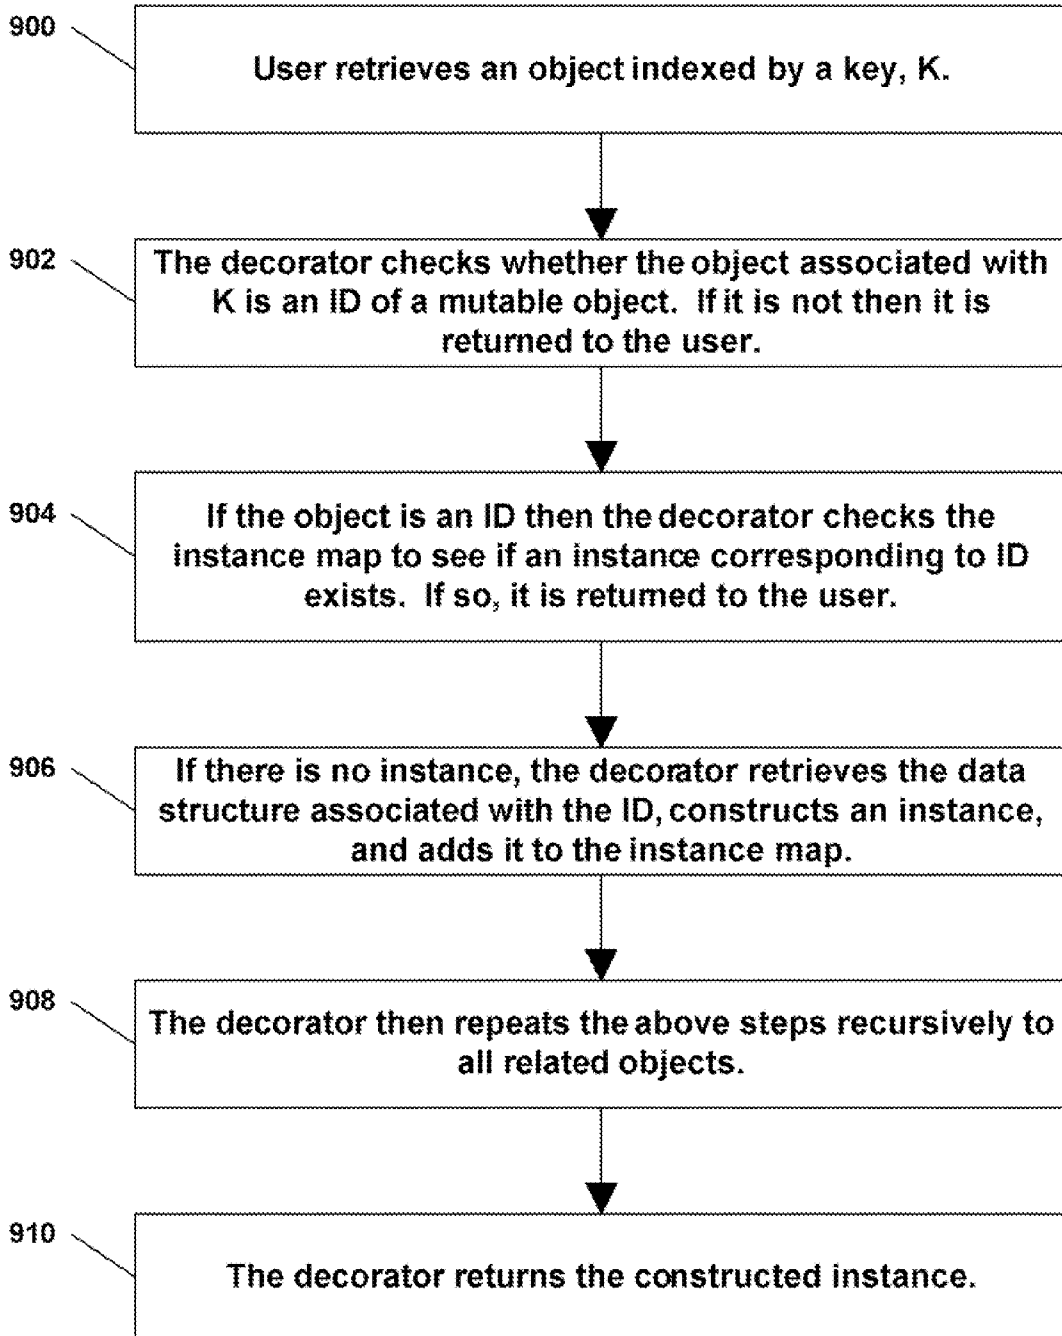 900
User retrieves an object indexed by a key, K.
902
The decorator checks whether the object associated with
K is an ID of a mutable object. If it is not then it is
returned to the user.
904
If the object is an ID then the decorator checks the
instance map to see if an instance corresponding to ID
exists. If so, it is returned to the user.
906
If there is no instance, the decorator retrieves the data
structure associated with the ID, constructs an instance,
and adds it to the instance map.
908
The decorator then repeats the above steps recursively to
all related objects.
910
The decorator returns the constructed instance.